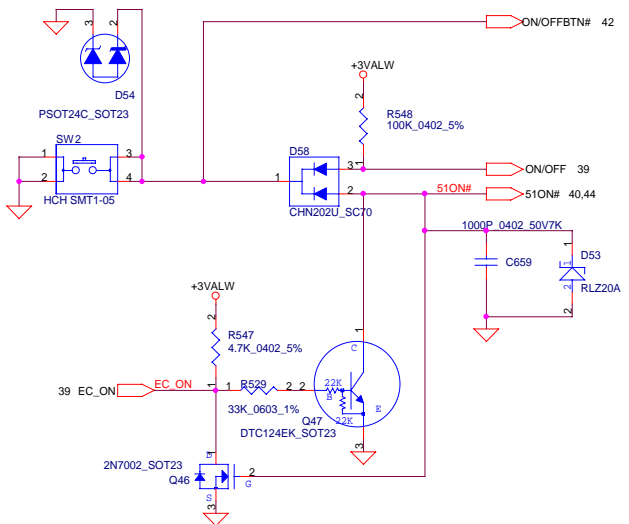 3
2
ON/OFFBTN# 42
D54
PSOT24C_SOT23
+3VALW
2
R548
100K_0402_5%
1
SW2
1
2
3
4
HCH SMT1-05
D58
1
3
2
CHN202U_SC70
ON/OFF 39
51ON#
51ON# 40,44
1000P_0402_50V7K
C659
1
D53
1
2
RLZ20A
2
+3VALW
2
R547
4.7K_0402_5%
1
39 EC_ON
EC_ON
1
R529
2
2
33K_0603_1%
1
C
22K
B
22K
E
Q47
DTC124EK_SOT23
3
1
D
2N7002_SOT23
Q46
2
G
S
3